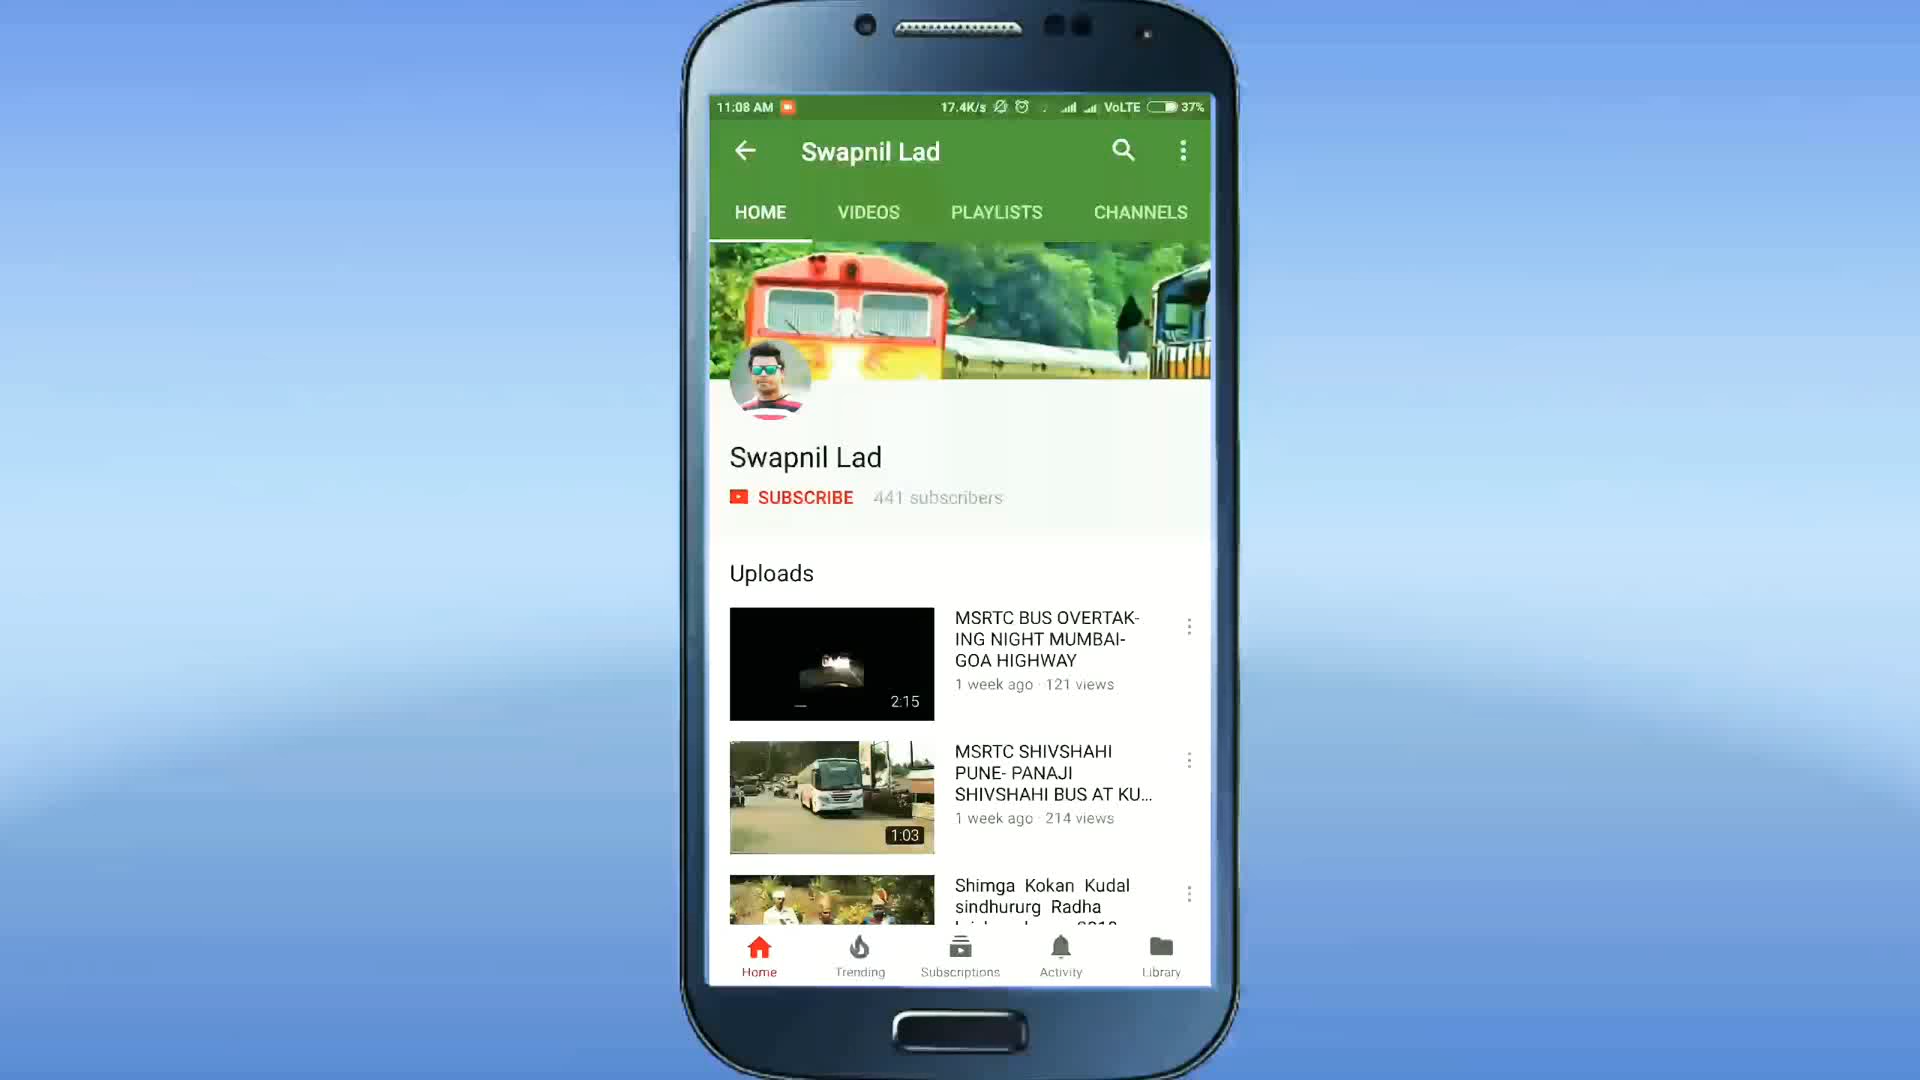 11:08 AM 17.4K/s VoLTE 37%
Swapnil Lad
HOME VIDEOS PLAYLISTS CHANNELS
Swapnil Lad
SUBSCRIBE 441 subscribers
Uploads
MSRTC BUS OVERTAK-
ING NIGHT MUMBAI-
GOA HIGHWAY
1 week ago · 121 views
2:15
MSRTC SHIVSHAHI
PUNE- PANAJI
SHIVSHAHI BUS AT KU...
1 week ago · 214 views
1:03
Shimga Kokan Kudal
sindhururg Radha
Home Trending Subscriptions Activity Library